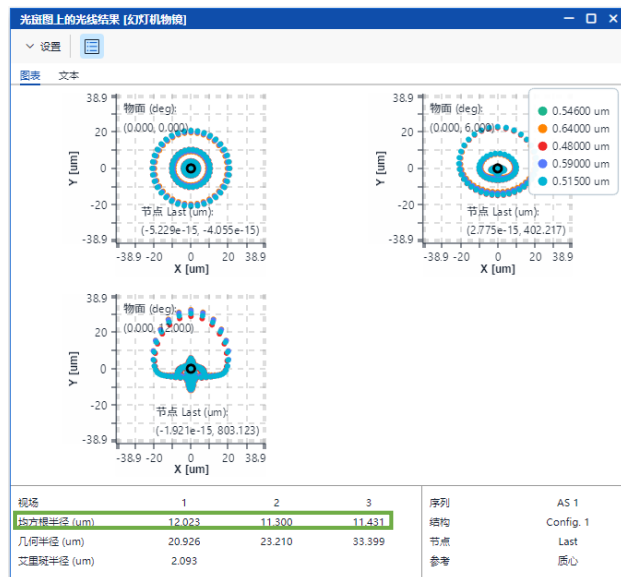 光斑图上的光线结果 [幻灯机物镜]
设置
图表 文本
38.9
20
0
-20
-38.9
Y [um]
物面 (deg):
(0.000, 0.000)
节点 Last (um):
(-5.229e-15, -4.055e-15)
-38.9 -20 0 20 38.9
X [um]
38.9
20
0
-20
-38.9
Y [um]
物面 (deg):
(0.000, 6.000)
节点 Last (um):
(2.775e-15, 402.217)
-38.9 -20 0 20 38.9
X [um]
0.54600 um
0.64000 um
0.48000 um
0.59000 um
0.51500 um
38.9
20
0
-20
-38.9
Y [um]
物面 (deg):
(0.000, 12.000)
节点 Last (um):
(-1.921e-15, 803.123)
-38.9 -20 0 20 38.9
X [um]
视场 1 2 3
均方根半径 (um) 12.023 11.300 11.431
几何半径 (um) 20.926 23.210 33.399
艾里斑半径 (um) 2.093
序列 AS 1
结构 Config. 1
节点 Last
参考 质心